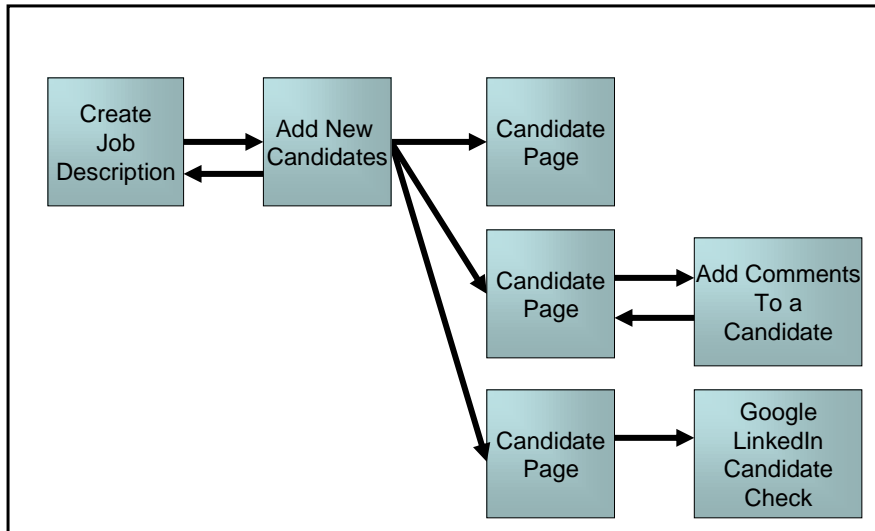 Create
Job
Description
Add New
Candidates
Candidate
Page
Candidate
Page
Add Comments
To a
Candidate
Candidate
Page
Google
LinkedIn
Candidate
Check